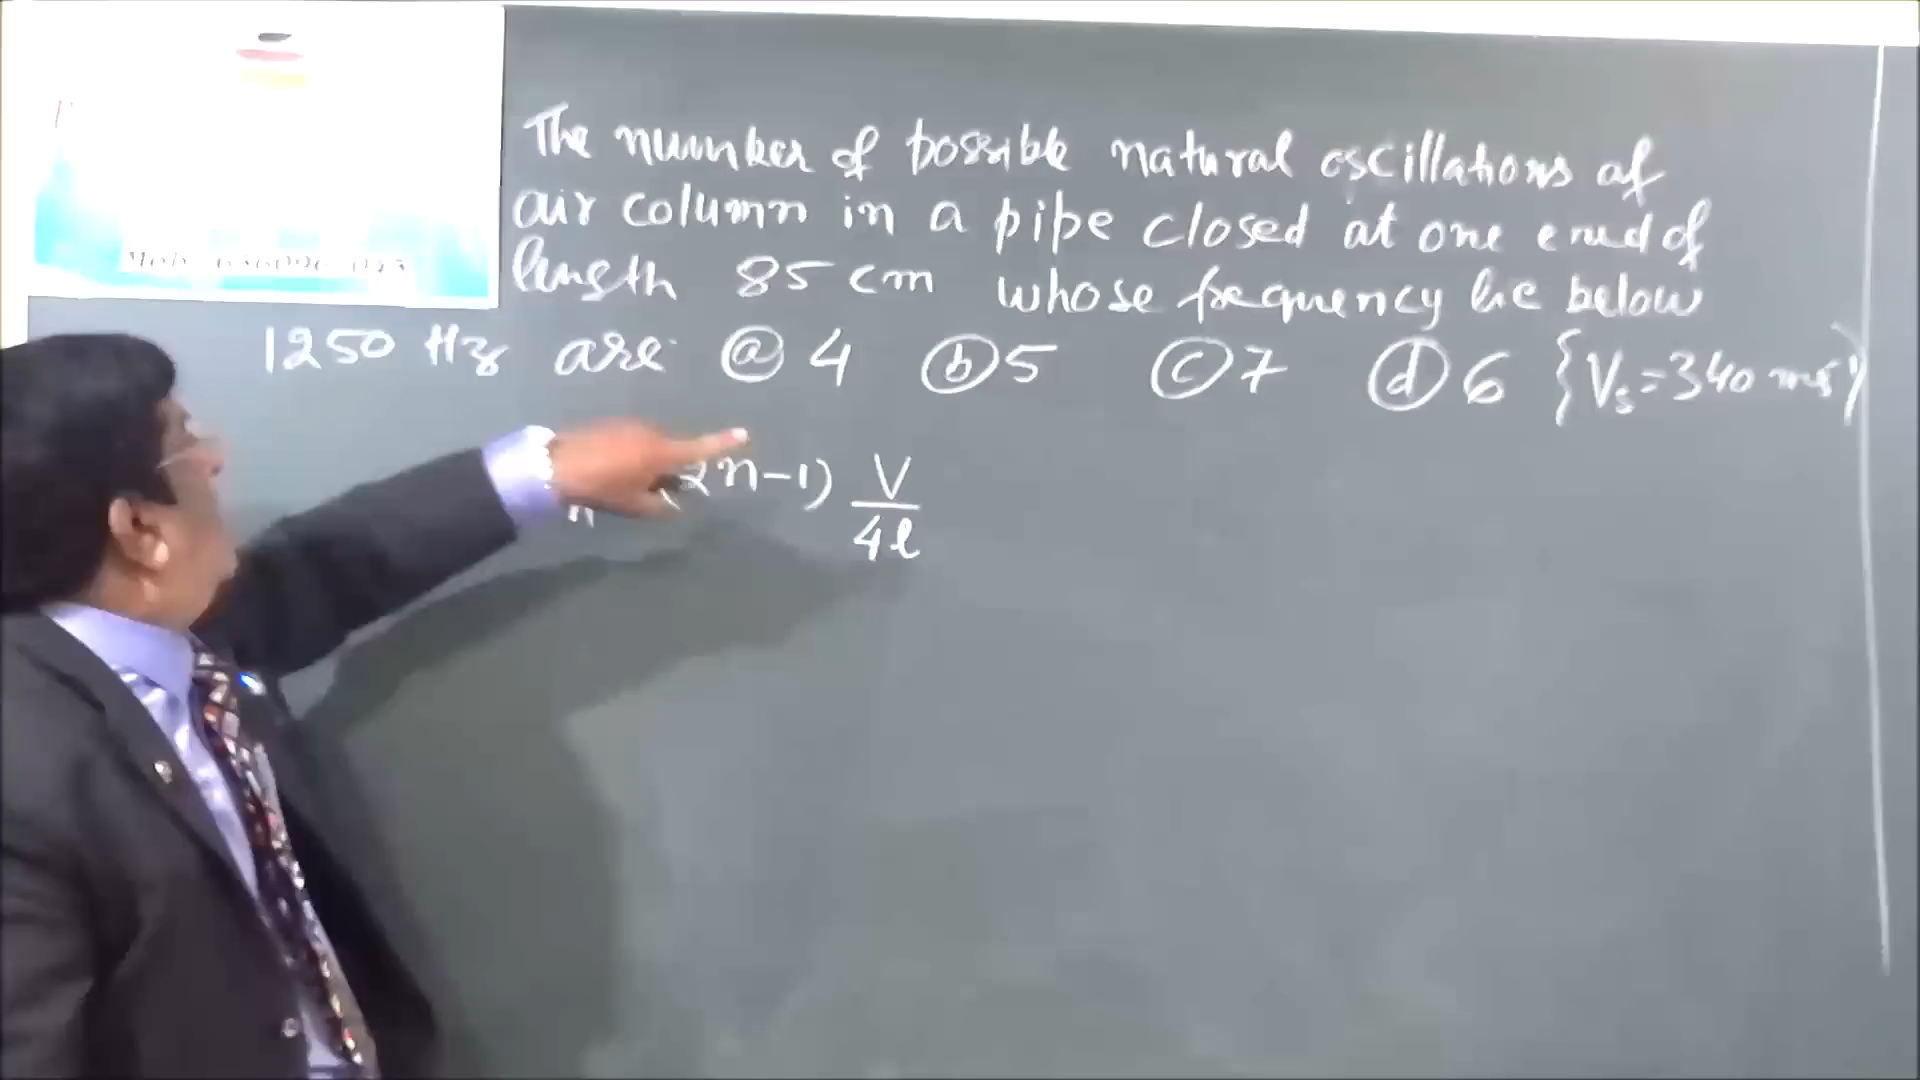 The number of possible natural oscillations of
air column in a pipe closed at one end of
length 85 cm whose frequency lie below
1250 Hz are @ 4 (b) 5 (c) 7 (d) 6 {Vs = 340 ms-1}
(2n-1) V
4l